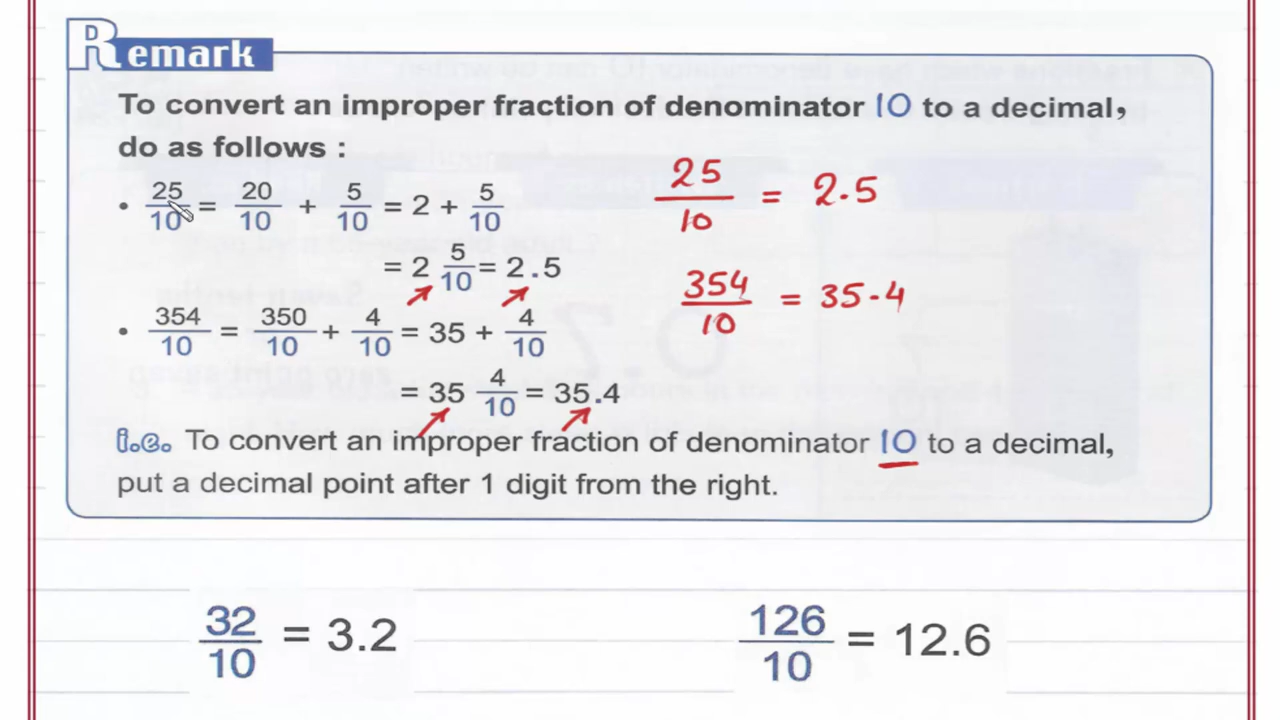 Remark
To convert an improper fraction of denominator 10 to a decimal,
do as follows :
• 25/10 = 20/10 + 5/10 = 2 + 5/10
= 2 5/10 = 2.5
25/10 = 2.5
• 354/10 = 350/10 + 4/10 = 35 + 4/10
= 35 4/10 = 35.4
354/10 = 35.4
i.e. To convert an improper fraction of denominator 10 to a decimal,
put a decimal point after 1 digit from the right.
32/10 = 3.2
126/10 = 12.6